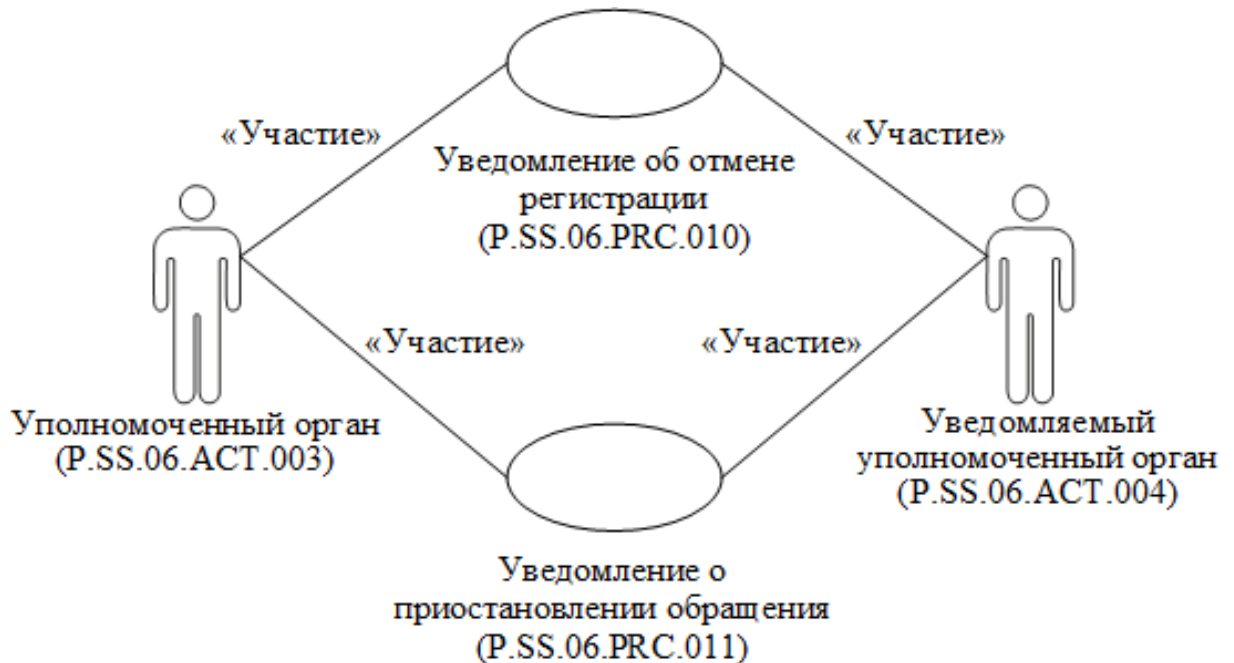 «Участие»
«Участие»
Уведомление об отмене
регистрации
(P.SS.06.PRC.010)
«Участие»
«Участие»
Уполномоченный орган
(P.SS.06.ACT.003)
Уведомляемый
уполномоченный орган
(P.SS.06.ACT.004)
Уведомление о
приостановлении обращения
(P.SS.06.PRC.011)